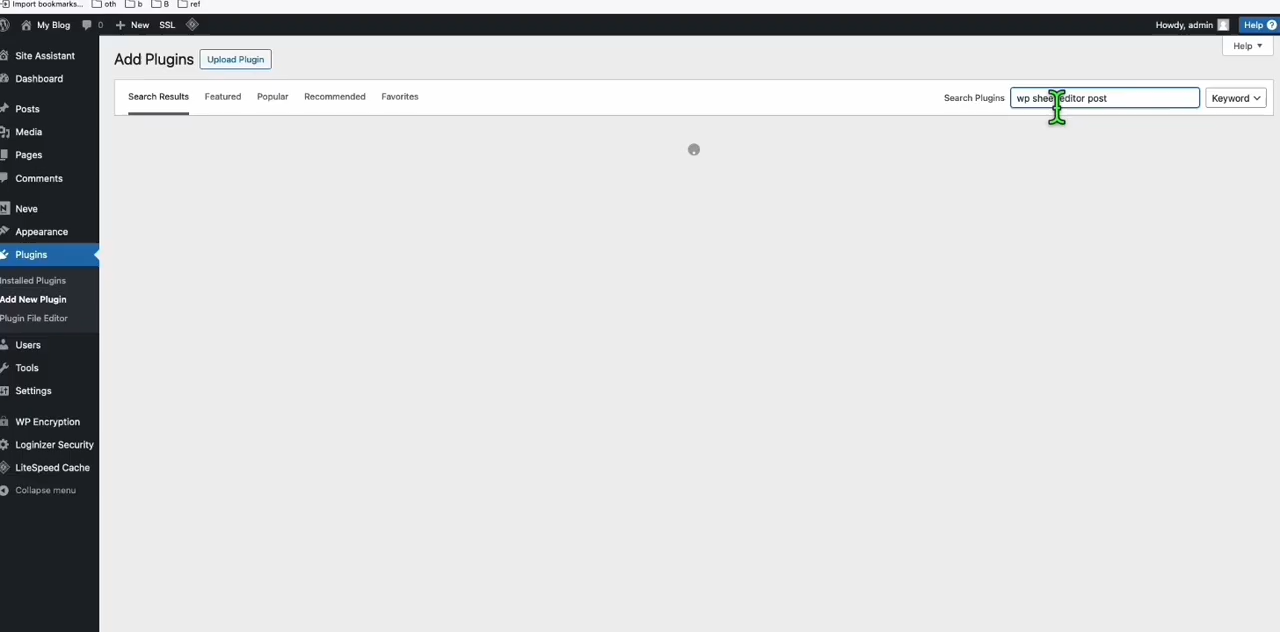 Import bookmarks... oth b B ref
My Blog 0 New SSL Howdy, admin Help
Help
Add Plugins Upload Plugin
Search Results Featured Popular Recommended Favorites Search Plugins wp sheet editor post Keyword
Site Assistant
Dashboard
Posts
Media
Pages
Comments
Neve
Appearance
Plugins
Installed Plugins
Add New Plugin
Plugin File Editor
Users
Tools
Settings
WP Encryption
Loginizer Security
LiteSpeed Cache
Collapse menu